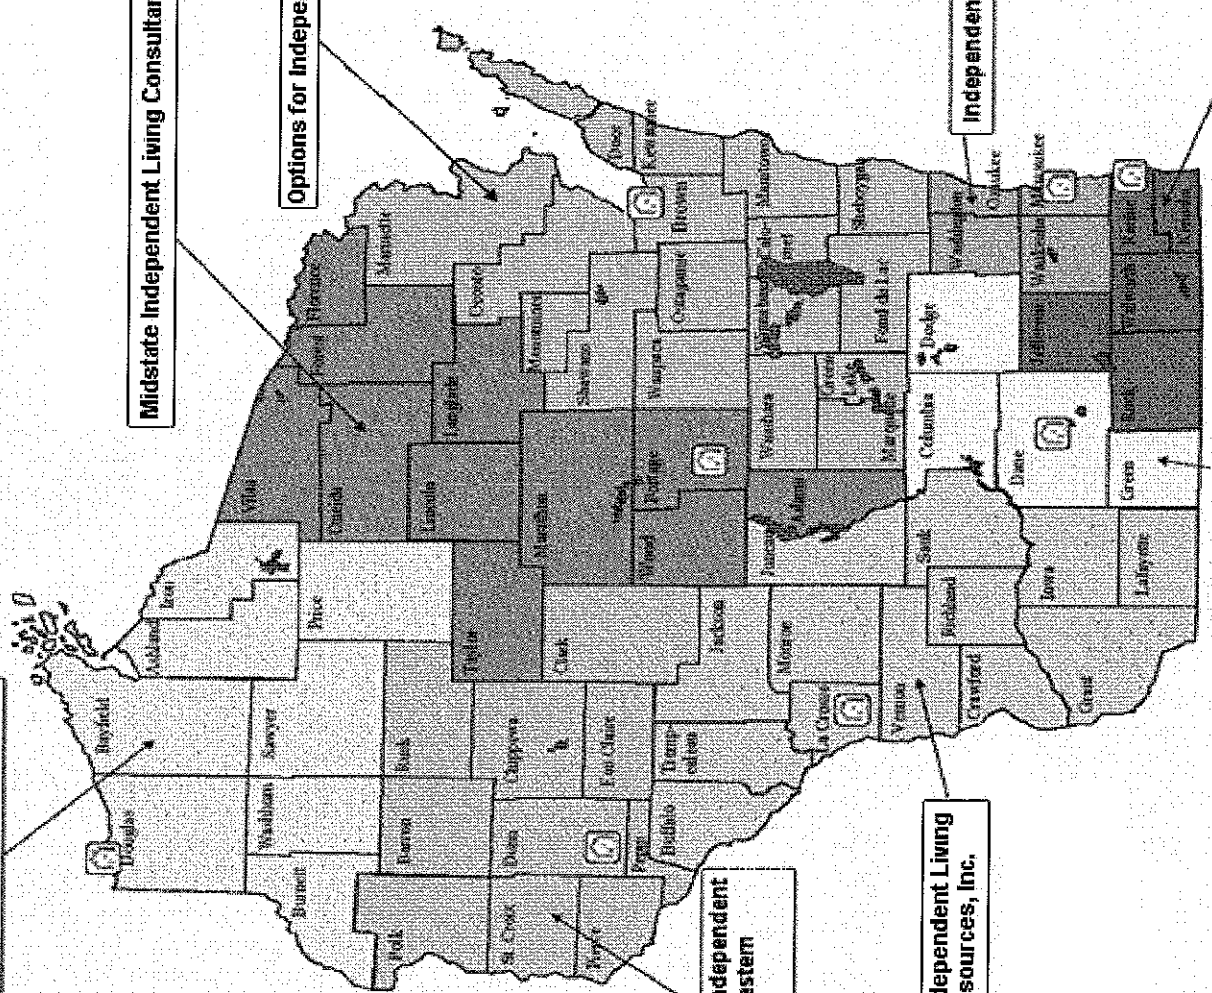 Midstate Independent Living Consultan
Options for Indepe
Independen
dependent Living
sources, Inc.
dependent
estern
Douglas
Bayfield
Ashland
Iron
Vilas
Florence
Burnett
Washburn
Sawyer
Price
Oneida
Forest
Marinette
Polk
Barron
Rusk
Taylor
Lincoln
Langlade
Oconto
St. Croix
Dunn
Chippewa
Clark
Marathon
Menominee
Shawano
Door
Pierce
Pepin
Eau Claire
Wood
Portage
Waupaca
Outagamie
Brown
Kewaunee
Buffalo
Jackson
Monroe
Juneau
Adams
Waushara
Manitowoc
La Crosse
Marquette
Green
Lake
Fond du Lac
Sheboygan
Vernon
Richland
Sauk
Columbia
Dodge
Washington
Ozaukee
Crawford
Grant
Iowa
Dane
Jefferson
Waukesha
Milwaukee
Lafayette
Green
Rock
Walworth
Racine
Kenosha